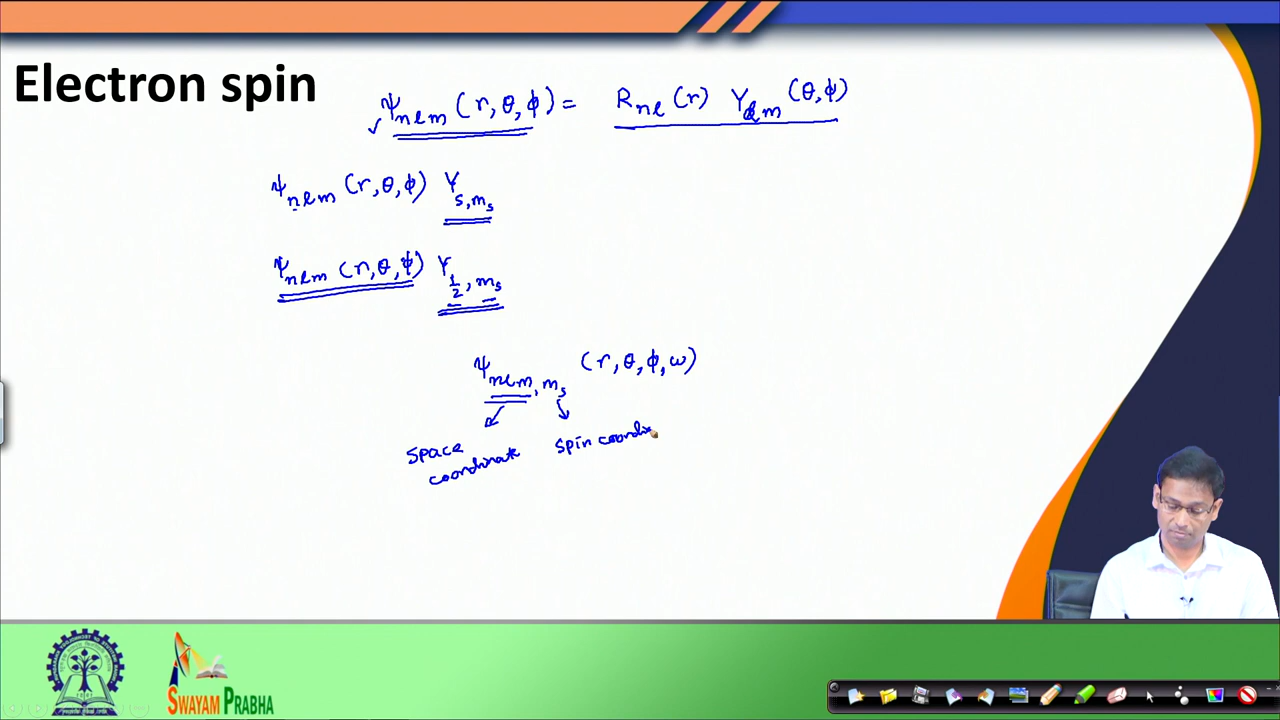 Electron spin
ψnlm (r, θ, φ) = Rnl (r) Ylm (θ, φ)
ψnlm (r, θ, φ) Ys,ms
ψnlm (r, θ, φ) Y1/2, ms
ψnlm, ms (r, θ, φ, ω)
space
coordinate
spin coordi
SWAYAM PRABHA